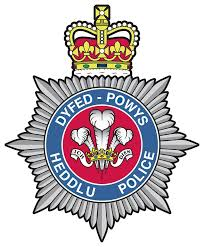 DYFED - POWYS
HEDDLU POLICE